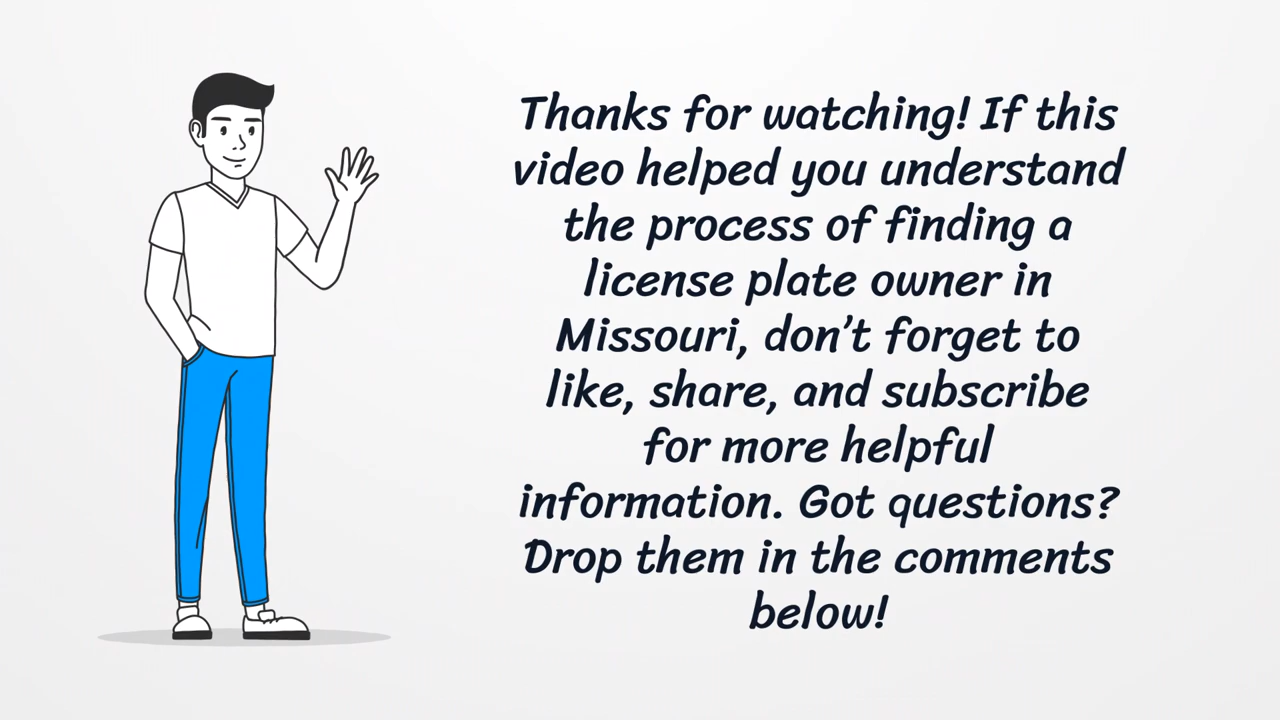 Thanks for watching! If this
video helped you understand
the process of finding a
license plate owner in
Missouri, don’t forget to
like, share, and subscribe
for more helpful
information. Got questions?
Drop them in the comments
below!